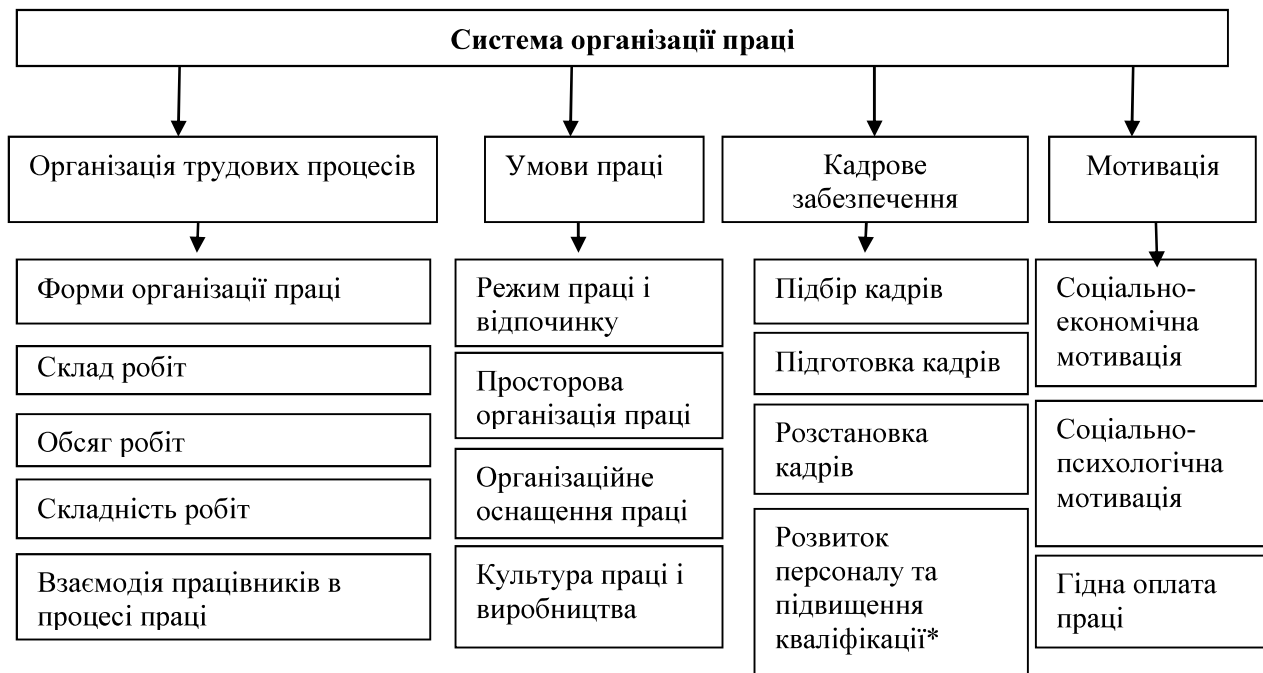 Система організації праці
Організація трудових процесів
Умови праці
Кадрове
забезпечення
Мотивація
Форми організації праці
Склад робіт
Обсяг робіт
Складність робіт
Взаємодія працівників в
процесі праці
Режим праці і
відпочинку
Просторова
організація праці
Організаційне
оснащення праці
Культура праці і
виробництва
Підбір кадрів
Підготовка кадрів
Розстановка
кадрів
Розвиток
персоналу та
підвищення
кваліфікації*
Соціально-
економічна
мотивація
Соціально-
психологічна
мотивація
Гідна оплата
праці